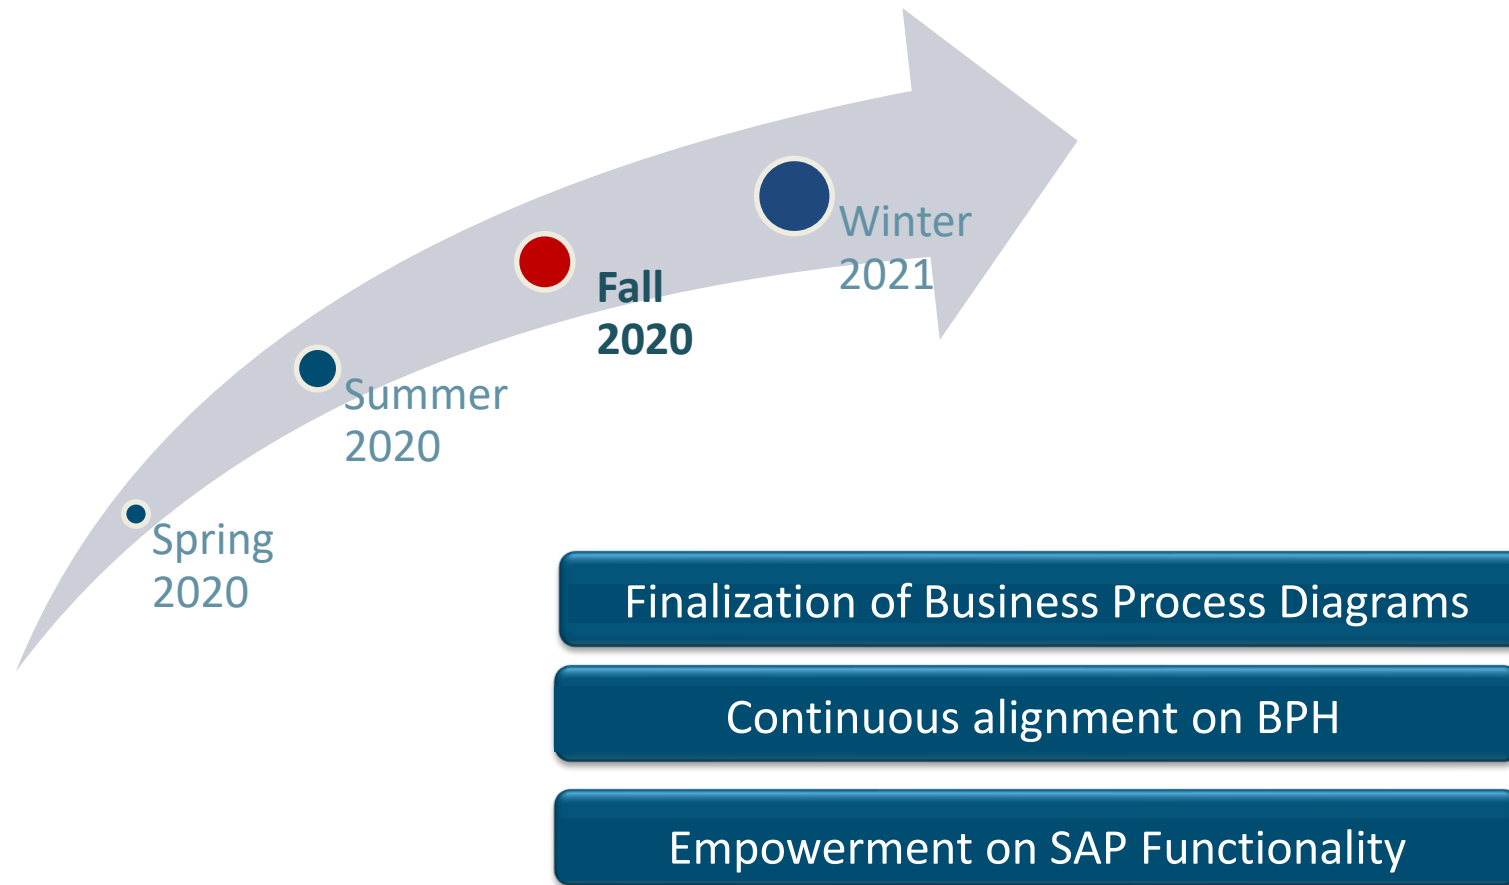 Winter
2021
Fall
2020
Summer
2020
Spring
2020
Finalization of Business Process Diagrams
Continuous alignment on BPH
Empowerment on SAP Functionality